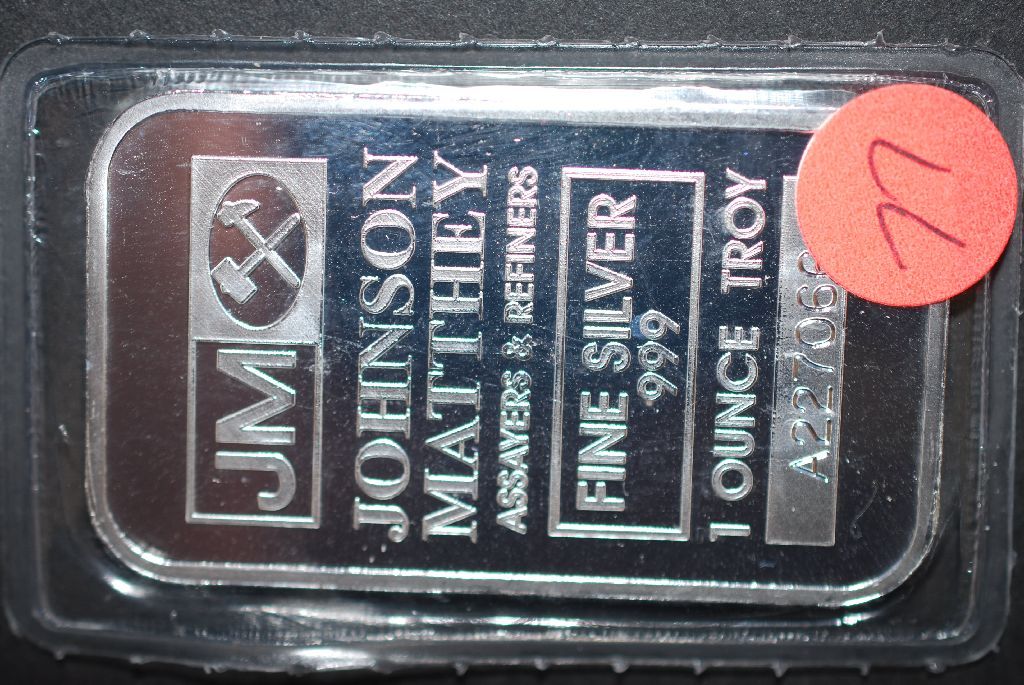 JM
JOHNSON
MATTHEY
ASSAYERS & REFINERS
FINE SILVER
999
1 OUNCE TROY